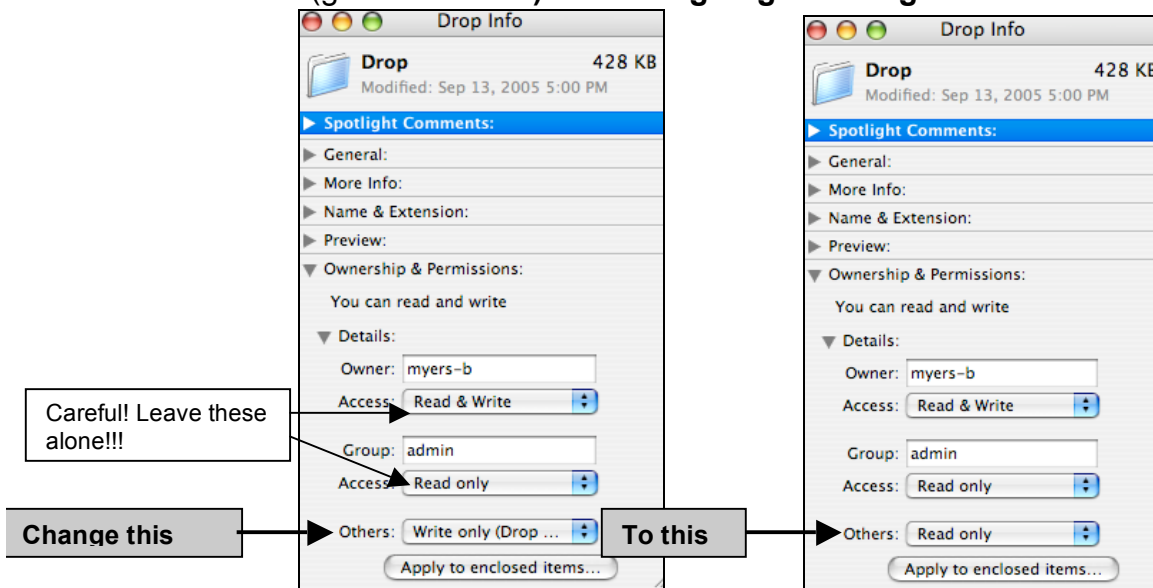 Drop Info
Drop 428 KB
Modified: Sep 13, 2005 5:00 PM
Spotlight Comments:
General:
More Info:
Name & Extension:
Preview:
Ownership & Permissions:
You can read and write
Details:
Owner: myers-b
Access: Read & Write
Group: admin
Access: Read only
Others: Write only (Drop ...
Apply to enclosed items...
Careful! Leave these
alone!!!
Change this
To this
Drop Info
Drop 428 KB
Modified: Sep 13, 2005 5:00 PM
Spotlight Comments:
General:
More Info:
Name & Extension:
Preview:
Ownership & Permissions:
You can read and write
Details:
Owner: myers-b
Access: Read & Write
Group: admin
Access: Read only
Others: Read only
Apply to enclosed items...